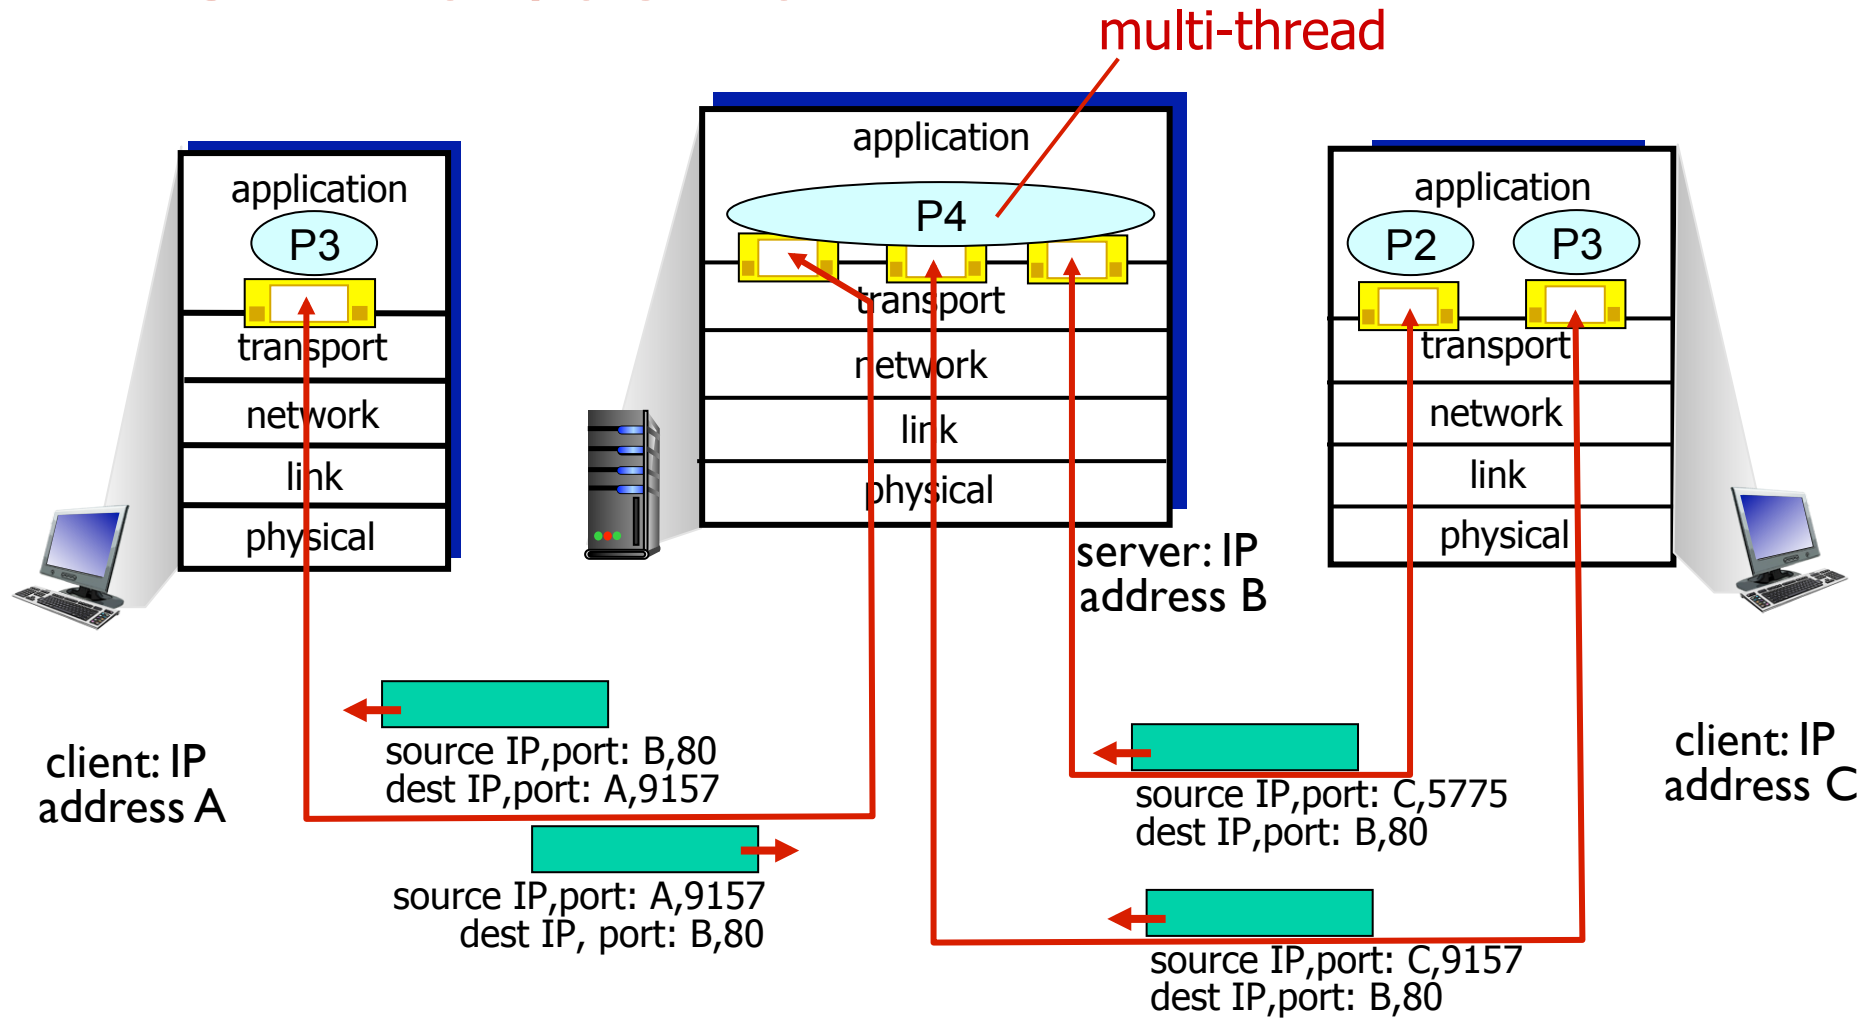 multi-thread
application
P3
transport
network
link
physical
client: IP
address A
application
P4
transport
network
link
physical
server: IP
address B
application
P2
P3
transport
network
link
physical
client: IP
address C
source IP,port: B,80
dest IP,port: A,9157
source IP,port: A,9157
dest IP, port: B,80
source IP,port: C,5775
dest IP,port: B,80
source IP,port: C,9157
dest IP,port: B,80